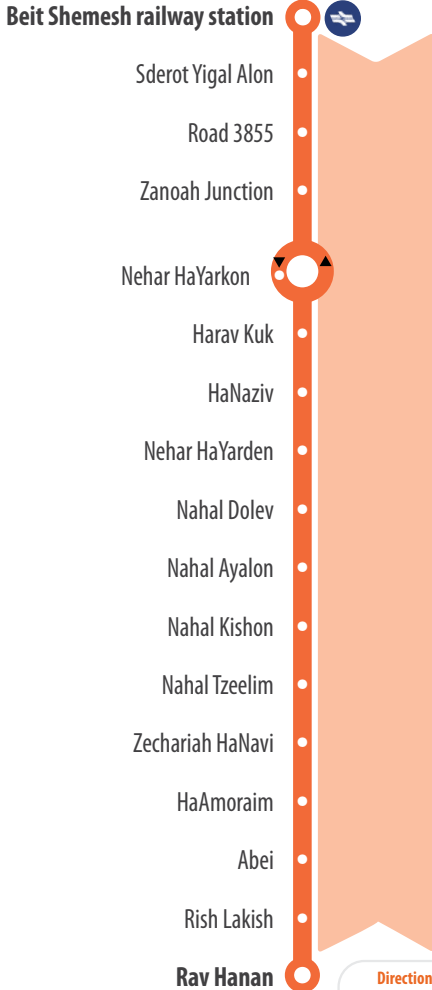 Beit Shemesh railway station
Sderot Yigal Alon
Road 3855
Zanoah Junction
Nehar HaYarkon
Harav Kuk
HaNaziv
Nehar HaYarden
Nahal Dolev
Nahal Ayalon
Nahal Kishon
Nahal Tzeelim
Zechariah HaNavi
HaAmoraim
Abei
Rish Lakish
Rav Hanan
Direction